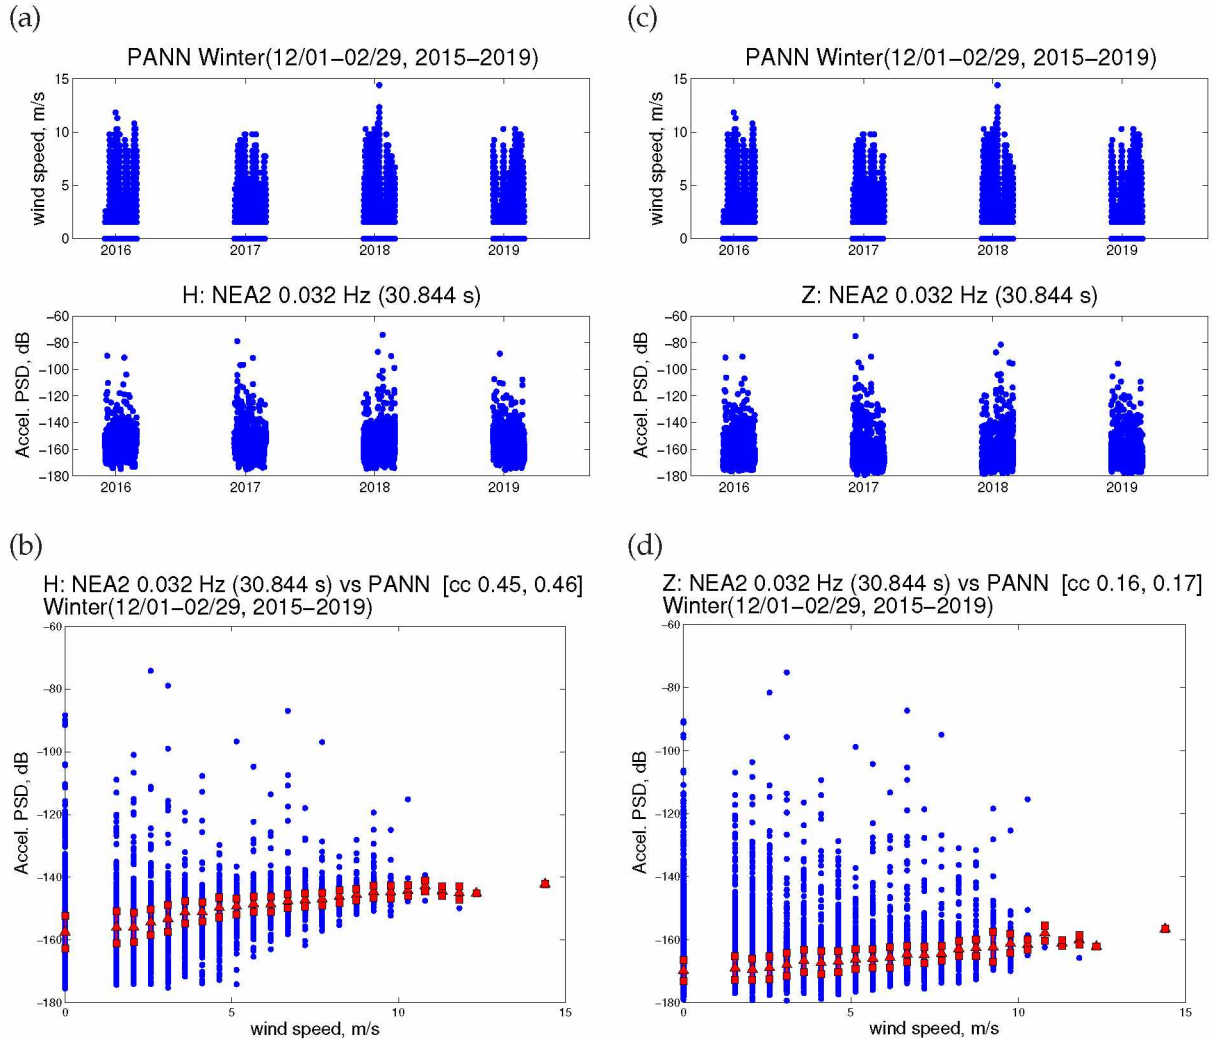 (a)
PANN Winter(12/01−02/29, 2015−2019)
15
10
5
0
wind speed, m/s
2016 2017 2018 2019
H: NEA2 0.032 Hz (30.844 s)
−60
−80
−100
−120
−140
−160
−180
Accel. PSD, dB
2016 2017 2018 2019
(b)
H: NEA2 0.032 Hz (30.844 s) vs PANN [cc 0.45, 0.46]
Winter(12/01−02/29, 2015−2019)
−60
−80
−100
−120
−140
−160
−180
Accel. PSD, dB
0 5 10 15
wind speed, m/s
(c)
PANN Winter(12/01−02/29, 2015−2019)
15
10
5
0
wind speed, m/s
2016 2017 2018 2019
Z: NEA2 0.032 Hz (30.844 s)
−60
−80
−100
−120
−140
−160
−180
Accel. PSD, dB
2016 2017 2018 2019
(d)
Z: NEA2 0.032 Hz (30.844 s) vs PANN [cc 0.16, 0.17]
Winter(12/01−02/29, 2015−2019)
−60
−80
−100
−120
−140
−160
−180
Accel. PSD, dB
0 5 10 15
wind speed, m/s